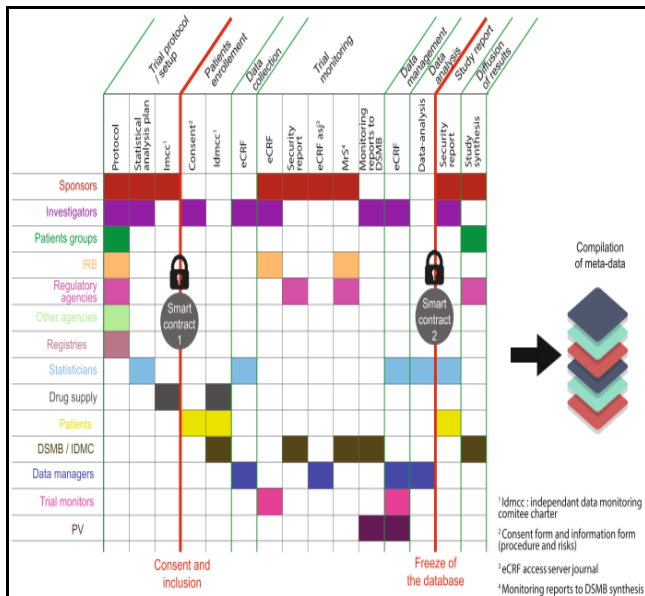 Trial protocol
/ setup
Patients
enrollement
Data
collection
Trial
monitoring
Data
management
Data
analysis
Study report
Diffusion
of results
Protocol
Statistical
analysis plan
Imcc¹
Consent²
Idmcc¹
eCRF
eCRF
Security
report
eCRF asj³
MrS⁴
Monitoring
reports to
DSMB
eCRF
Data-analysis
Security
report
Study
synthesis
Sponsors
Investigators
Patients groups
IRB
Regulatory
agencies
Other agencies
Registries
Statisticians
Drug supply
Patients
DSMB / IDMC
Data managers
Trial monitors
PV
Smart
contract
1
Smart
contract
2
Consent and
inclusion
Freeze of
the database
Compilation
of meta-data
¹ Idmcc : independant data monitoring
comitee charter
² Consent form and information form
(procedure and risks)
³ eCRF access server journal
⁴ Monitoring reports to DSMB synthesis